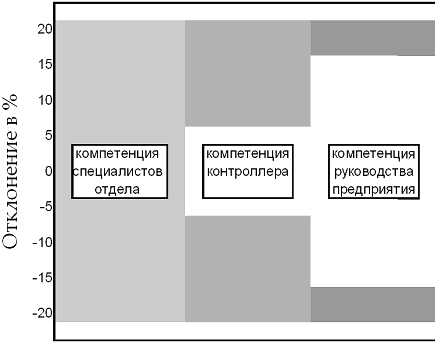 Отклонение в %
20
15
10
5
0
-5
-10
-15
-20
компетенция
специалистов
отдела
компетенция
контроллера
компетенция
руководства
предприятия